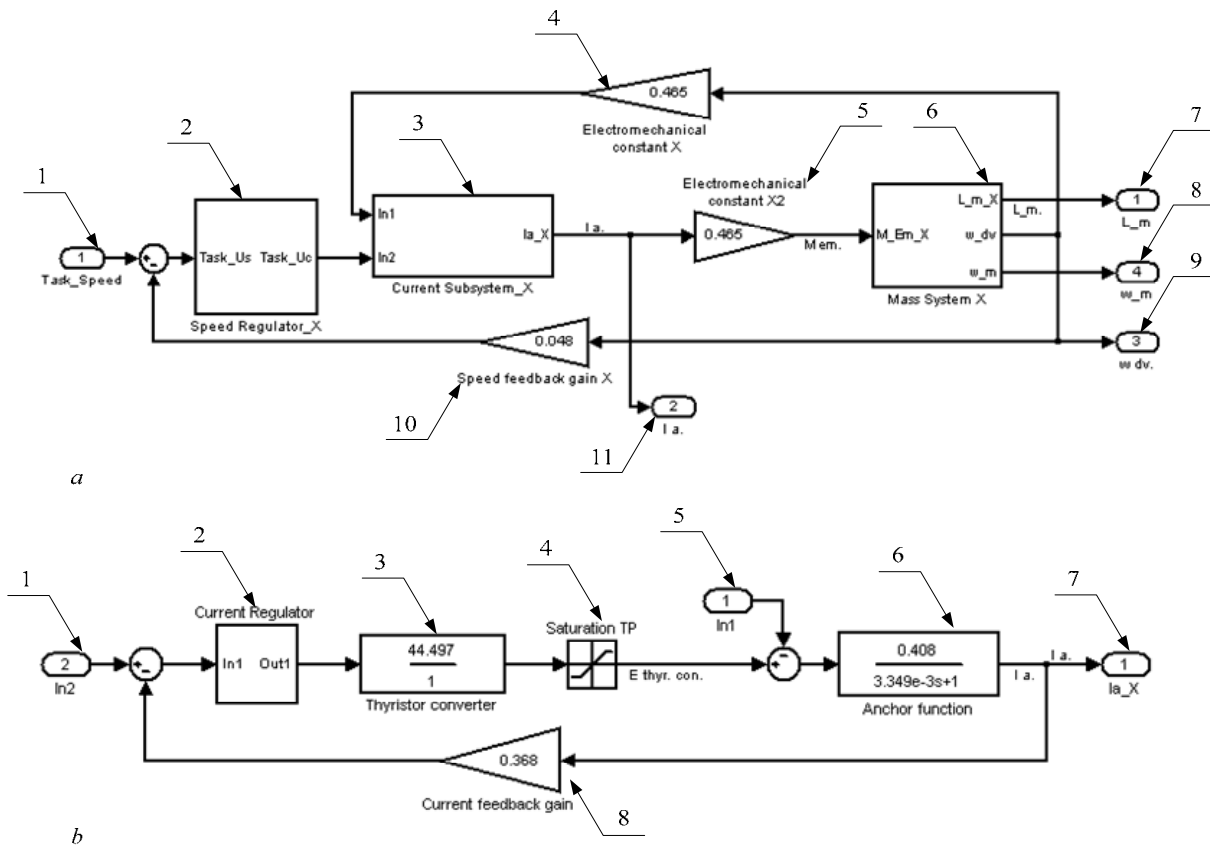 4
0.465
Electromechanical
constant X
5
6
7
2
3
1
Electromechanical
constant X2
8
In1
In2
Ia_X
Current Subsystem_X
I a.
0.465
M em.
M_Em_X
L_m_X
w_dv
w_m
Mass System X
L_m.
1
L_m
9
1
Task_Speed
Task_Us Task_Uc
Speed Regulator_X
4
w_m
0.048
Speed feedback gain X
3
w dv.
10
2
I a.
11
a
2
3
4
5
6
7
1
Current Regulator
In1 Out1
Saturation TP
1
In1
2
In2
44.497
1
Thyristor converter
E thyr. con.
0.408
3.349e-3s+1
Anchor function
I a.
I a.
1
Ia_X
0.368
Current feedback gain
8
b